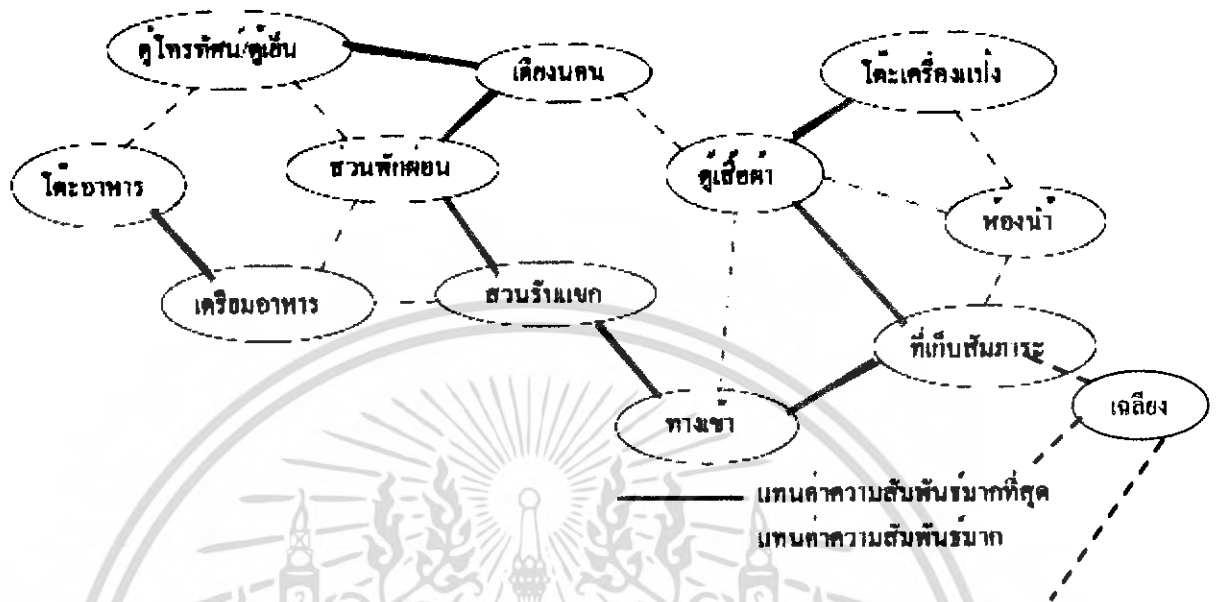 ตู้โทรทัศน์/ตู้เย็น
เตียงนอน
โต๊ะเครื่องแป้ง
โต๊ะอาหาร
ส่วนพักผ่อน
ตู้เสื้อผ้า
ห้องน้ำ
เตรียมอาหาร
ส่วนรับแขก
ที่เก็บสัมภาระ
เฉลียง
ทางเข้า
แทนค่าความสัมพันธ์มากที่สุด
แทนค่าความสัมพันธ์มาก